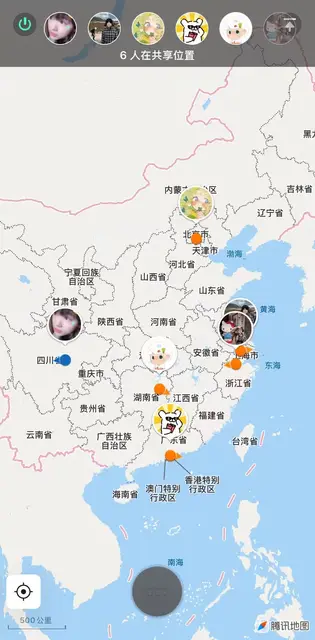 6 人在共享位置
黑
吉林省
内蒙古 区
辽宁省
北京市
天津市
渤海
河北省
宁夏回族
自治区
山西省
山东省
甘肃省
黄海
陕西省
河南省
四川省
安徽省
上海市
重庆市
东海
浙江省
湖南省
江西省
贵州省
福建省
云南省
广西壮族
自治区
广东省
台湾省
海南省
澳门特别
行政区
香港特别
行政区
南海
500公里
腾讯地图